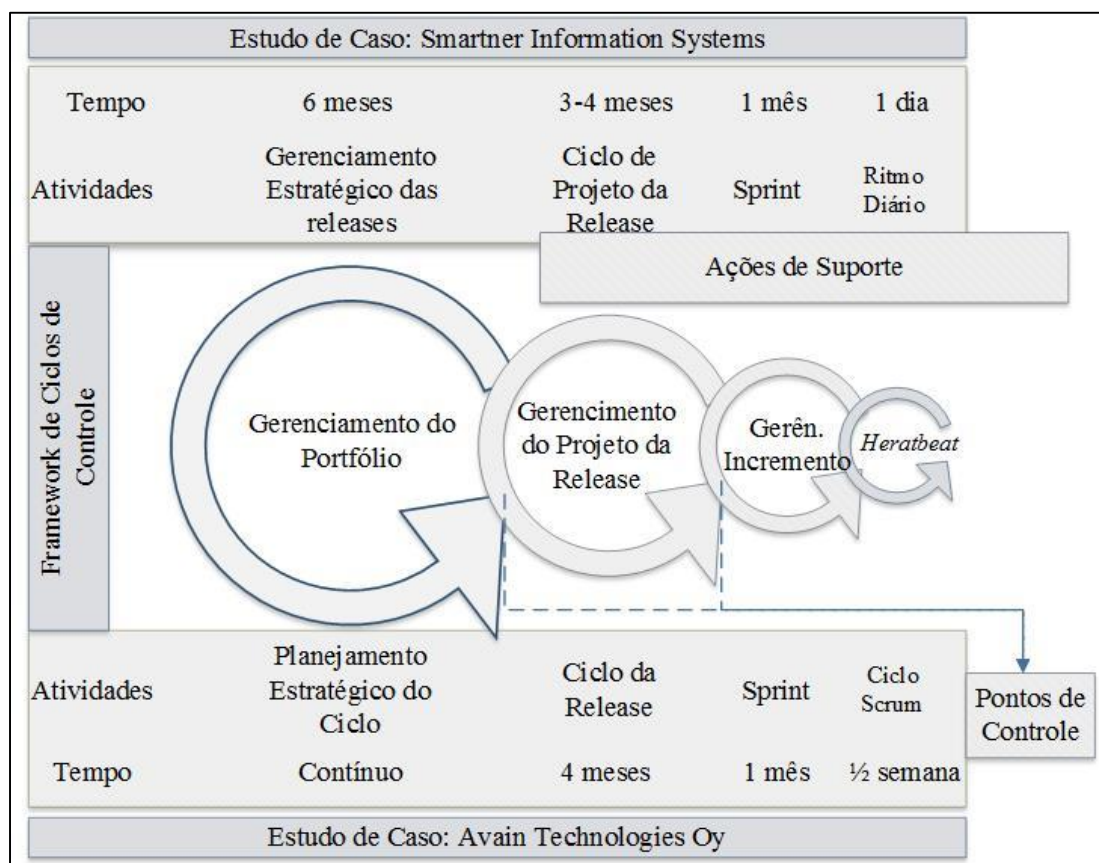 Estudo de Caso: Smartner Information Systems
Tempo
6 meses
3-4 meses
1 mês
1 dia
Atividades
Gerenciamento
Estratégico das
releases
Ciclo de
Projeto da
Release
Sprint
Ritmo
Diário
Ações de Suporte
Framework de Ciclos de
Controle
Gerenciamento do
Portfólio
Gerencimento
do Projeto da
Release
Gerên.
Incremento
Heratbeat
Atividades
Planejamento
Estratégico do
Ciclo
Ciclo da
Release
Sprint
Ciclo
Scrum
Pontos de
Controle
Tempo
Contínuo
4 meses
1 mês
½ semana
Estudo de Caso: Avain Technologies Oy